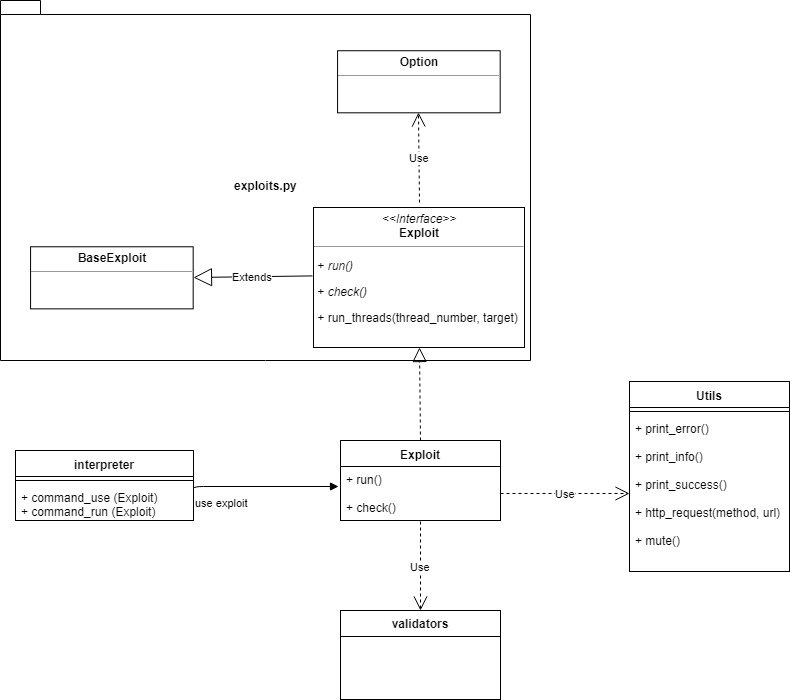 Option
Use
exploits.py
<<Interface>>
Exploit
+ run()
+ check()
+ run_threads(thread_number, target)
BaseExploit
Extends
Utils
+ print_error()
+ print_info()
+ print_success()
+ http_request(method, url)
+ mute()
Exploit
+ run()
+ check()
interpreter
+ command_use (Exploit)
+ command_run (Exploit)
use exploit
Use
Use
validators